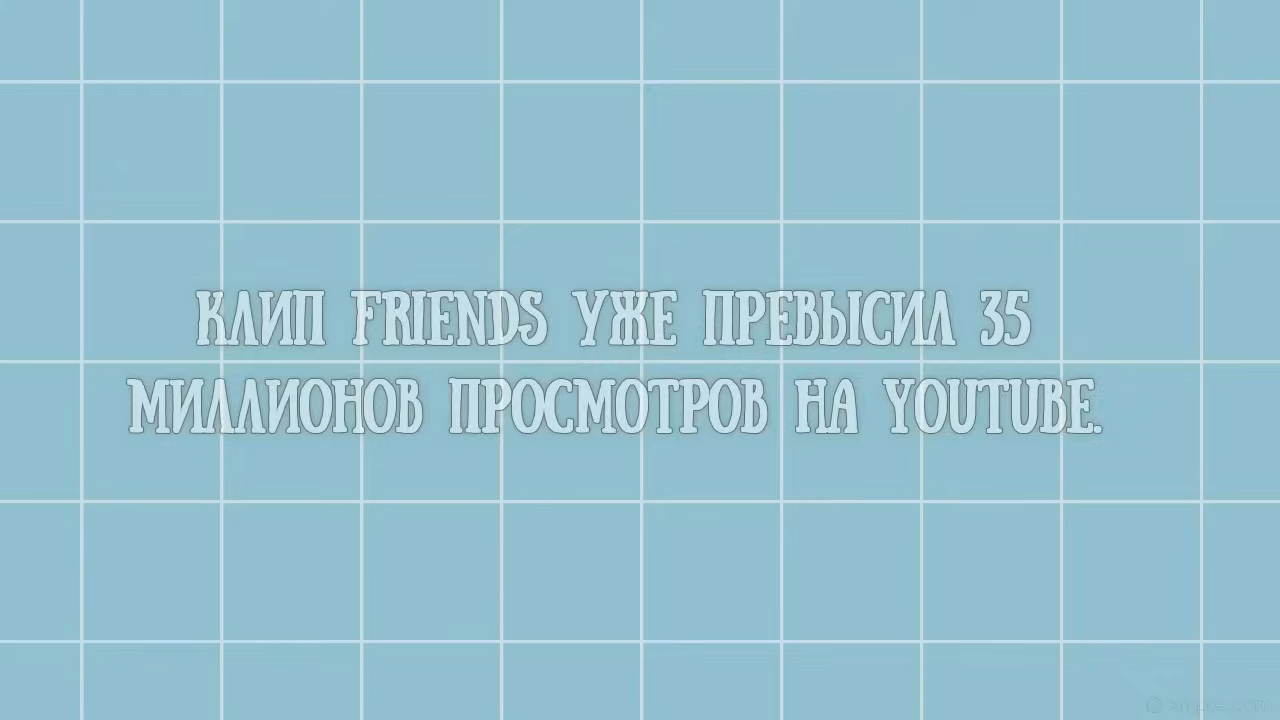 КЛИП FRIENDS УЖЕ ПРЕВЫСИЛ 35
МИЛЛИОНОВ ПРОСМОТРОВ НА YOUTUBE.